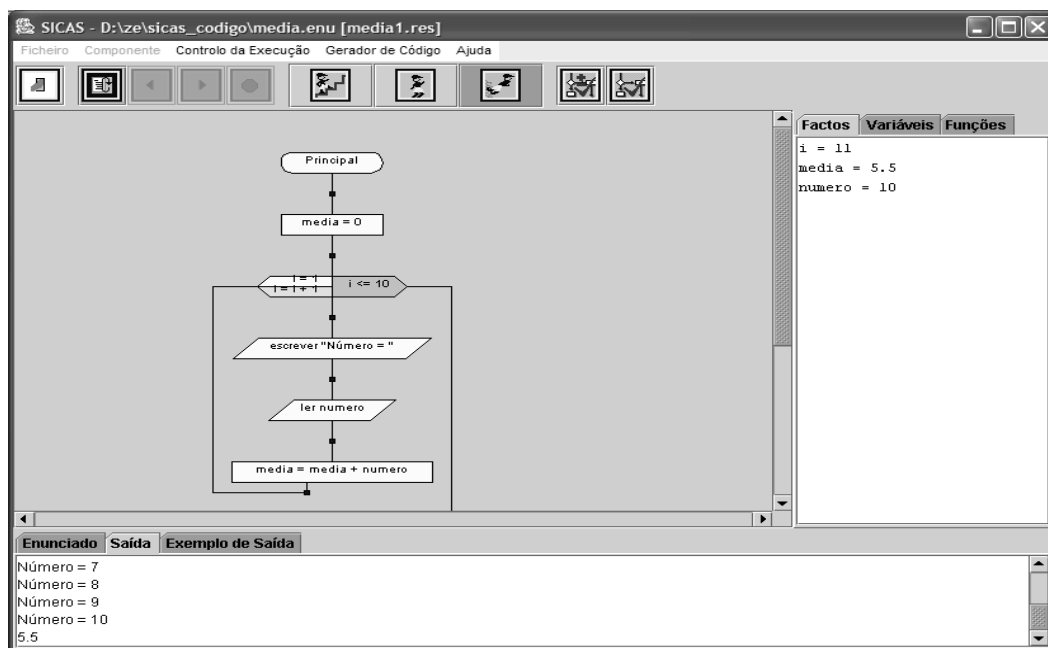 SICAS - D:\ze\sicas_codigo\media.enu [media1.res]
Ficheiro Componente Controlo da Execução Gerador de Código Ajuda
Factos Variáveis Funções
i = 11
media = 5.5
numero = 10
Principal
media = 0
i = 1
i = i + 1
i <= 10
escrever "Número = "
ler numero
media = media + numero
Enunciado Saída Exemplo de Saída
Número = 7
Número = 8
Número = 9
Número = 10
5.5